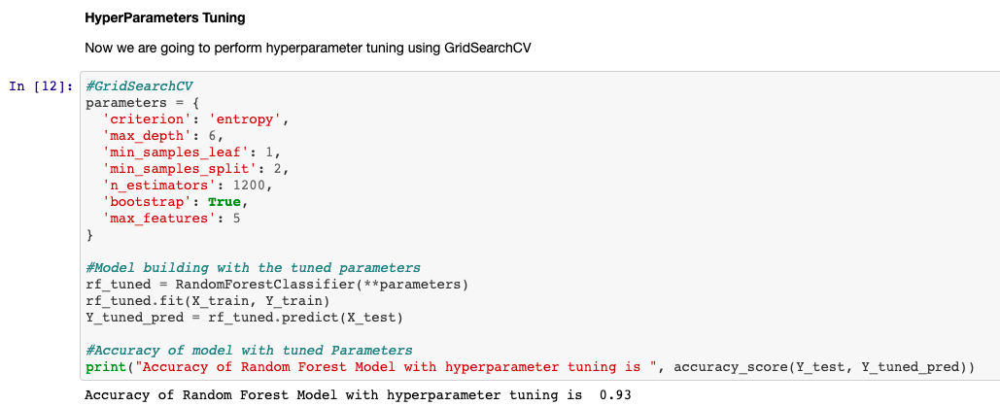 HyperParameters Tuning
Now we are going to perform hyperparameter tuning using GridSearchCV
In [12]: #GridSearchCV
parameters = {
  'criterion': 'entropy',
  'max_depth': 6,
  'min_samples_leaf': 1,
  'min_samples_split': 2,
  'n_estimators': 1200,
  'bootstrap': True,
  'max_features': 5
}
#Model building with the tuned parameters
rf_tuned = RandomForestClassifier(**parameters)
rf_tuned.fit(X_train, Y_train)
Y_tuned_pred = rf_tuned.predict(X_test)
#Accuracy of model with tuned Parameters
print("Accuracy of Random Forest Model with hyperparameter tuning is ", accuracy_score(Y_test, Y_tuned_pred))
Accuracy of Random Forest Model with hyperparameter tuning is  0.93